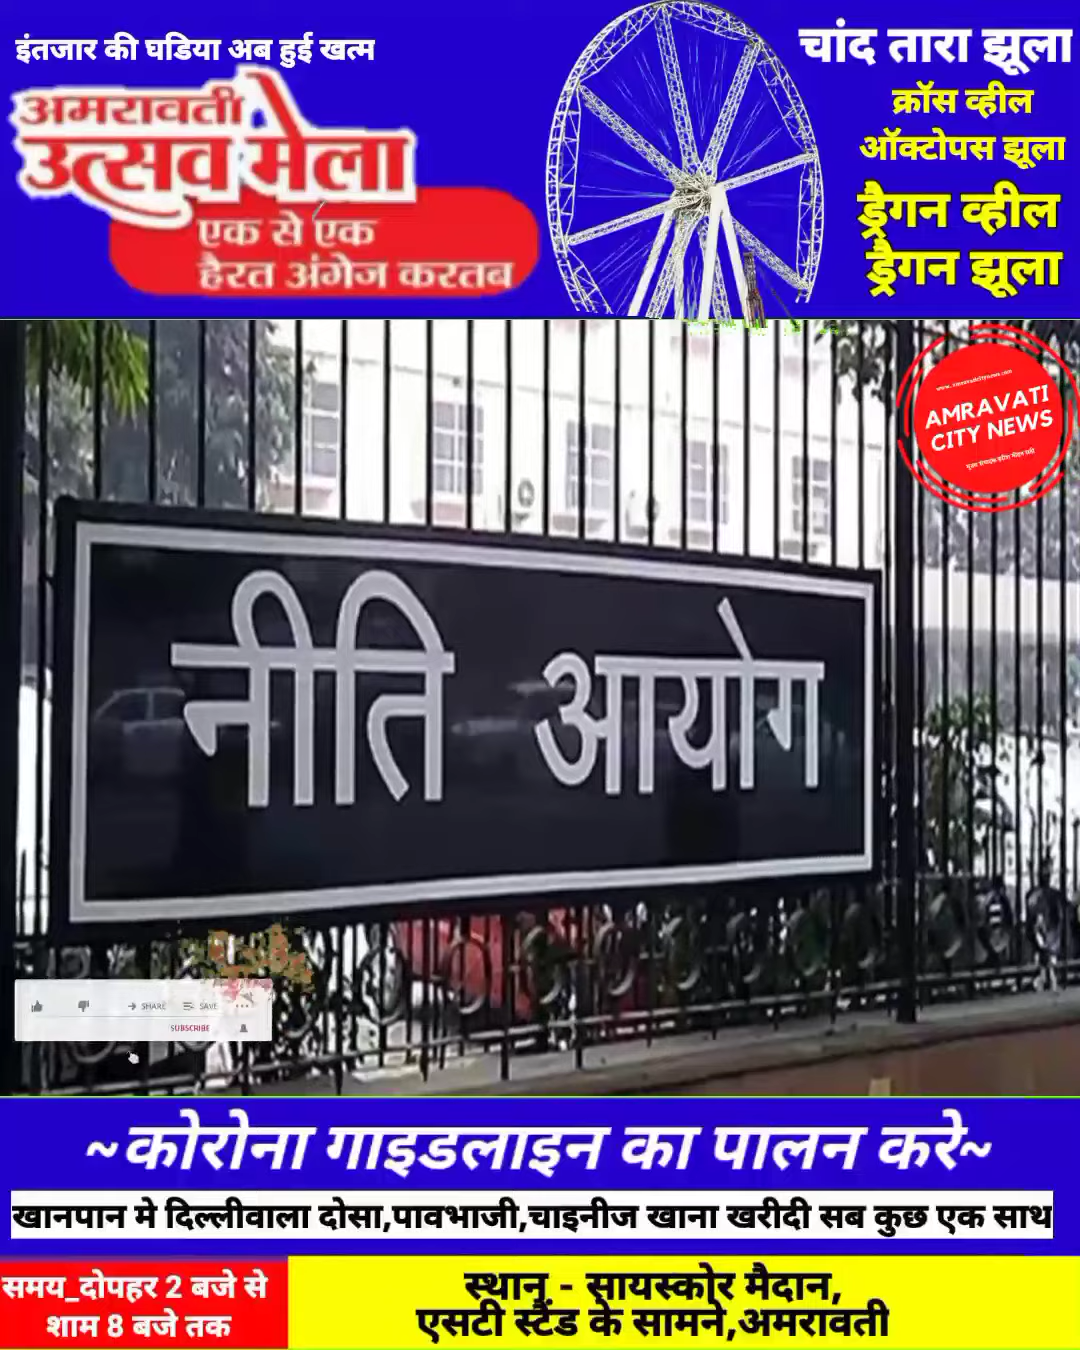 इंतजार की घडिया अब हुई खत्म
अमरावती
उत्सव मेला
एक से एक
हैरत अंगेज करतब
चांद तारा झूला
क्रॉस व्हील
ऑक्टोपस झूला
ड्रैगन व्हील
ड्रैगन झूला
AMRAVATI
CITY NEWS
नीति आयोग
SHARE SAVE
SUBSCRIBE
~कोरोना गाइडलाइन का पालन करे~
खानपान मे दिल्लीवाला दोसा,पावभाजी,चाइनीज खाना खरीदी सब कुछ एक साथ
समय_दोपहर 2 बजे से
शाम 8 बजे तक
स्थान - सायस्कोर मैदान,
एसटी स्टैंड के सामने,अमरावती